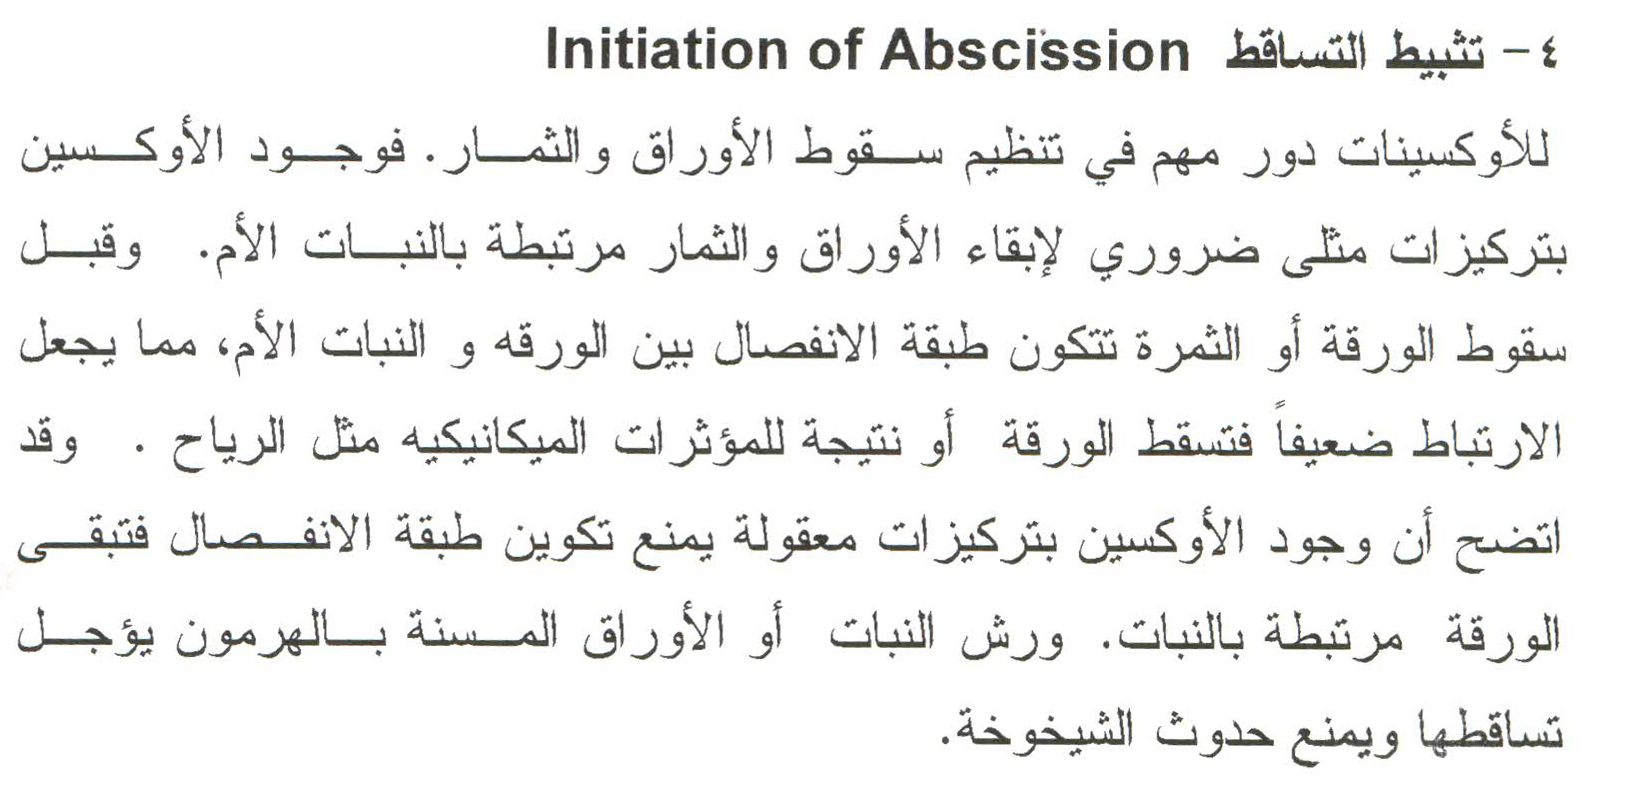 ٤ - تثبيط التساقط Initiation of Abscission
للأوكسينات دور مهم في تنظيم سقوط الأوراق والثمار. فوجود الأوكسين
بتركيزات مثلى ضروري لإبقاء الأوراق والثمار مرتبطة بالنبات الأم. وقبل
سقوط الورقة أو الثمرة تتكون طبقة الانفصال بين الورقه و النبات الأم، مما يجعل
الارتباط ضعيفاً فتسقط الورقة أو نتيجة للمؤثرات الميكانيكيه مثل الرياح . وقد
اتضح أن وجود الأوكسين بتركيزات معقولة يمنع تكوين طبقة الانفصال فتبقى
الورقة مرتبطة بالنبات. ورش النبات أو الأوراق المسنة بالهرمون يؤجل
تساقطها ويمنع حدوث الشيخوخة.